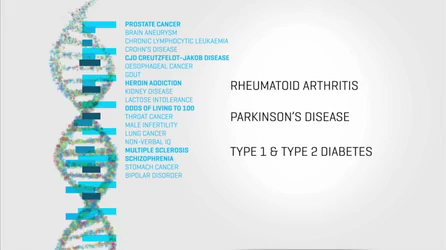 PROSTATE CANCER
BRAIN ANEURYSM
CHRONIC LYMPHOCYTIC LEUKAEMIA
CROHN'S DISEASE
CJD CREUTZFELDT-JAKOB DISEASE
OESOPHAGEAL CANCER
GOUT
HEROIN ADDICTION
KIDNEY DISEASE
LACTOSE INTOLERANCE
ODDS OF LIVING TO 100
THROAT CANCER
MALE INFERTILITY
LUNG CANCER
NON-VERBAL IQ
MULTIPLE SCLEROSIS
SCHIZOPHRENIA
STOMACH CANCER
BIPOLAR DISORDER
RHEUMATOID ARTHRITIS
PARKINSON'S DISEASE
TYPE 1 & TYPE 2 DIABETES